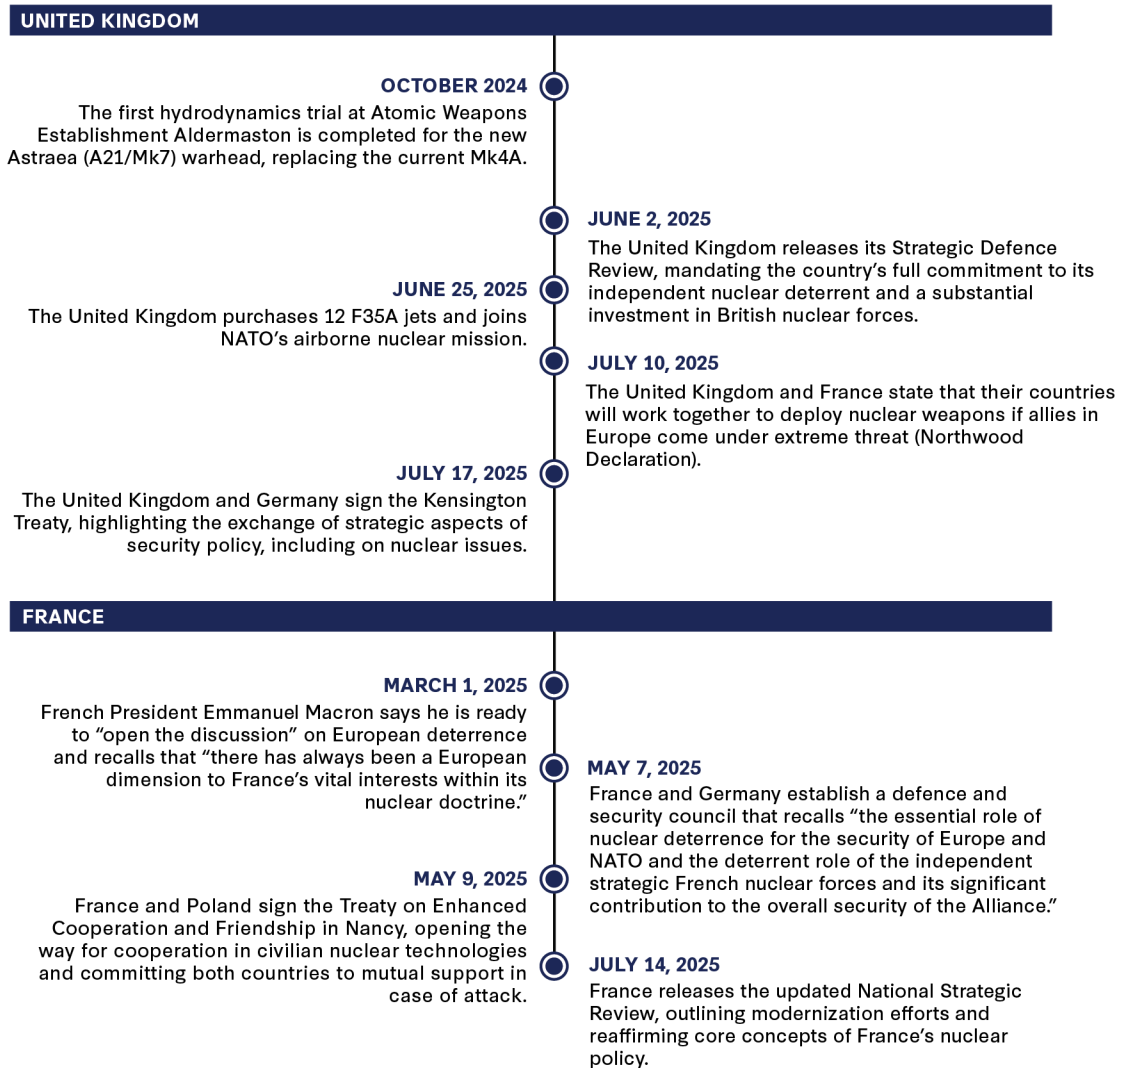 UNITED KINGDOM
OCTOBER 2024
The first hydrodynamics trial at Atomic Weapons
Establishment Aldermaston is completed for the new
Astraea (A21/Mk7) warhead, replacing the current Mk4A.
JUNE 2, 2025
The United Kingdom releases its Strategic Defence
Review, mandating the country's full commitment to its
independent nuclear deterrent and a substantial
investment in British nuclear forces.
JUNE 25, 2025
The United Kingdom purchases 12 F35A jets and joins
NATO's airborne nuclear mission.
JULY 10, 2025
The United Kingdom and France state that their countries
will work together to deploy nuclear weapons if allies in
Europe come under extreme threat (Northwood
Declaration).
JULY 17, 2025
The United Kingdom and Germany sign the Kensington
Treaty, highlighting the exchange of strategic aspects of
security policy, including on nuclear issues.
FRANCE
MARCH 1, 2025
French President Emmanuel Macron says he is ready
to “open the discussion” on European deterrence
and recalls that “there has always been a European
dimension to France's vital interests within its
nuclear doctrine.”
MAY 7, 2025
France and Germany establish a defence and
security council that recalls “the essential role of
nuclear deterrence for the security of Europe and
NATO and the deterrent role of the independent
strategic French nuclear forces and its significant
contribution to the overall security of the Alliance.”
MAY 9, 2025
France and Poland sign the Treaty on Enhanced
Cooperation and Friendship in Nancy, opening the
way for cooperation in civilian nuclear technologies
and committing both countries to mutual support in
case of attack.
JULY 14, 2025
France releases the updated National Strategic
Review, outlining modernization efforts and
reaffirming core concepts of France's nuclear
policy.